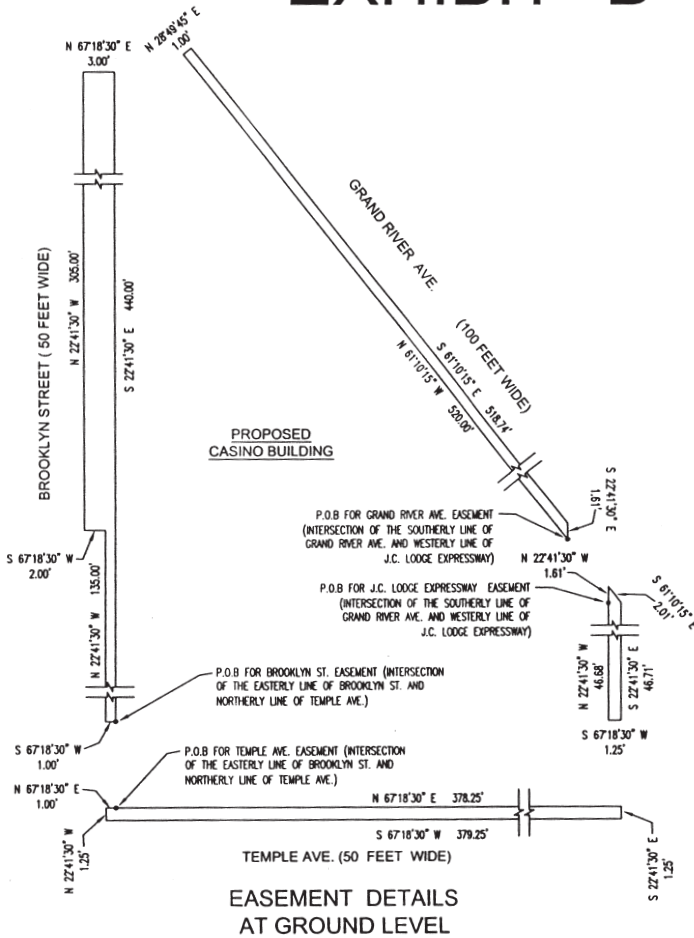 N 67°18'30" E
3.00'
N 28°49'45" E
1.00'
GRAND RIVER AVE.
(100 FEET WIDE)
S 61°10'15" E 518.74'
N 61°10'15" W 520.00'
BROOKLYN STREET ( 50 FEET WIDE)
N 22°41'30" W 305.00'
S 22°41'30" E 440.00'
PROPOSED
CASINO BUILDING
S 22°41'30" E
1.61'
P.O.B FOR GRAND RIVER AVE. EASEMENT
(INTERSECTION OF THE SOUTHERLY LINE OF
GRAND RIVER AVE. AND WESTERLY LINE OF
J.C. LODGE EXPRESSWAY)
N 22°41'30" W
1.61'
S 67°18'30" W
2.00'
N 22°41'30" W 135.00'
P.O.B FOR J.C. LODGE EXPRESSWAY EASEMENT
(INTERSECTION OF THE SOUTHERLY LINE OF
GRAND RIVER AVE. AND WESTERLY LINE OF
J.C. LODGE EXPRESSWAY)
S 61°10'15" E
2.01'
N 22°41'30" W
46.68'
S 22°41'30" E
46.71'
S 67°18'30" W
1.25'
P.O.B FOR BROOKLYN ST. EASEMENT (INTERSECTION
OF THE EASTERLY LINE OF BROOKLYN ST. AND
NORTHERLY LINE OF TEMPLE AVE.)
S 67°18'30" W
1.00'
P.O.B FOR TEMPLE AVE. EASEMENT (INTERSECTION
OF THE EASTERLY LINE OF BROOKLYN ST. AND
NORTHERLY LINE OF TEMPLE AVE.)
N 67°18'30" E
1.00'
N 67°18'30" E 378.25'
S 67°18'30" W 379.25'
N 22°41'30" W
1.25'
S 22°41'30" E
1.25'
TEMPLE AVE. (50 FEET WIDE)
EASEMENT DETAILS
AT GROUND LEVEL